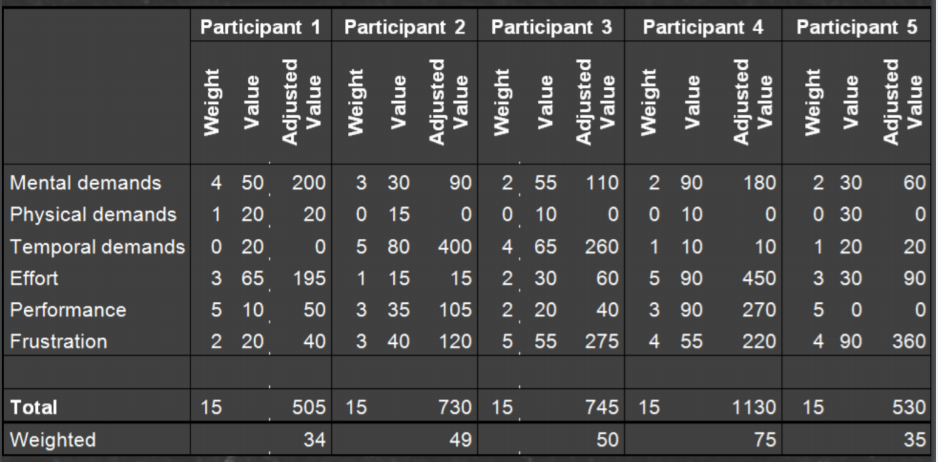 Participant 1 Participant 2 Participant 3 Participant 4 Participant 5
Weight Value Adjusted Value Weight Value Adjusted Value Weight Value Adjusted Value Weight Value Adjusted Value Weight Value Adjusted Value
Mental demands 4 50 200 3 30 90 2 55 110 2 90 180 2 30 60
Physical demands 1 20 20 0 15 0 0 10 0 0 10 0 0 30 0
Temporal demands 0 20 0 5 80 400 4 65 260 1 10 10 1 20 20
Effort 3 65 195 1 15 15 2 30 60 5 90 450 3 30 90
Performance 5 10 50 3 35 105 2 20 40 3 90 270 5 0 0
Frustration 2 20 40 3 40 120 5 55 275 4 55 220 4 90 360
Total 15 505 15 730 15 745 15 1130 15 530
Weighted 34 49 50 75 35